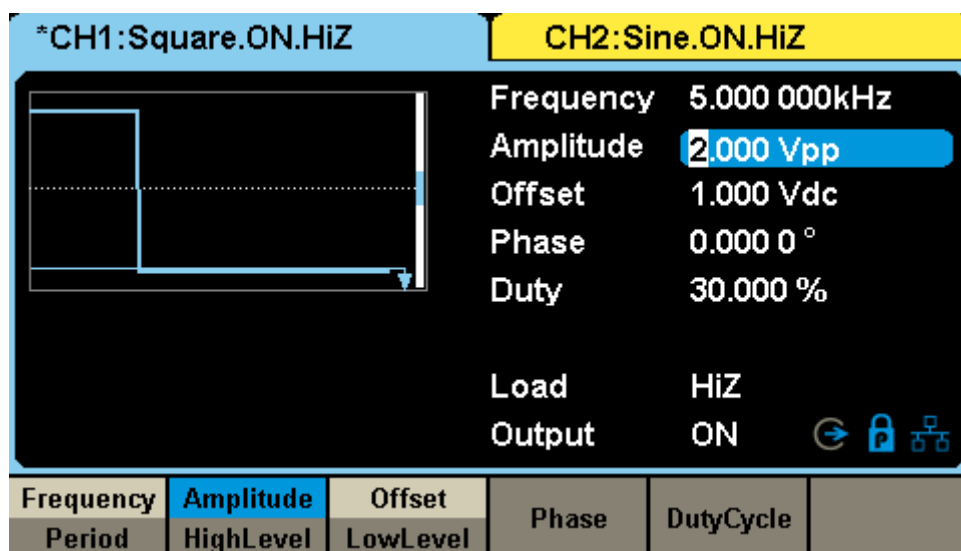 *CH1:Square.ON.HiZ
CH2:Sine.ON.HiZ
Frequency 5.000 000kHz
Amplitude 2.000 Vpp
Offset 1.000 Vdc
Phase 0.000 0 °
Duty 30.000 %
Load HiZ
Output ON
Frequency Amplitude Offset Phase DutyCycle
Period HighLevel LowLevel